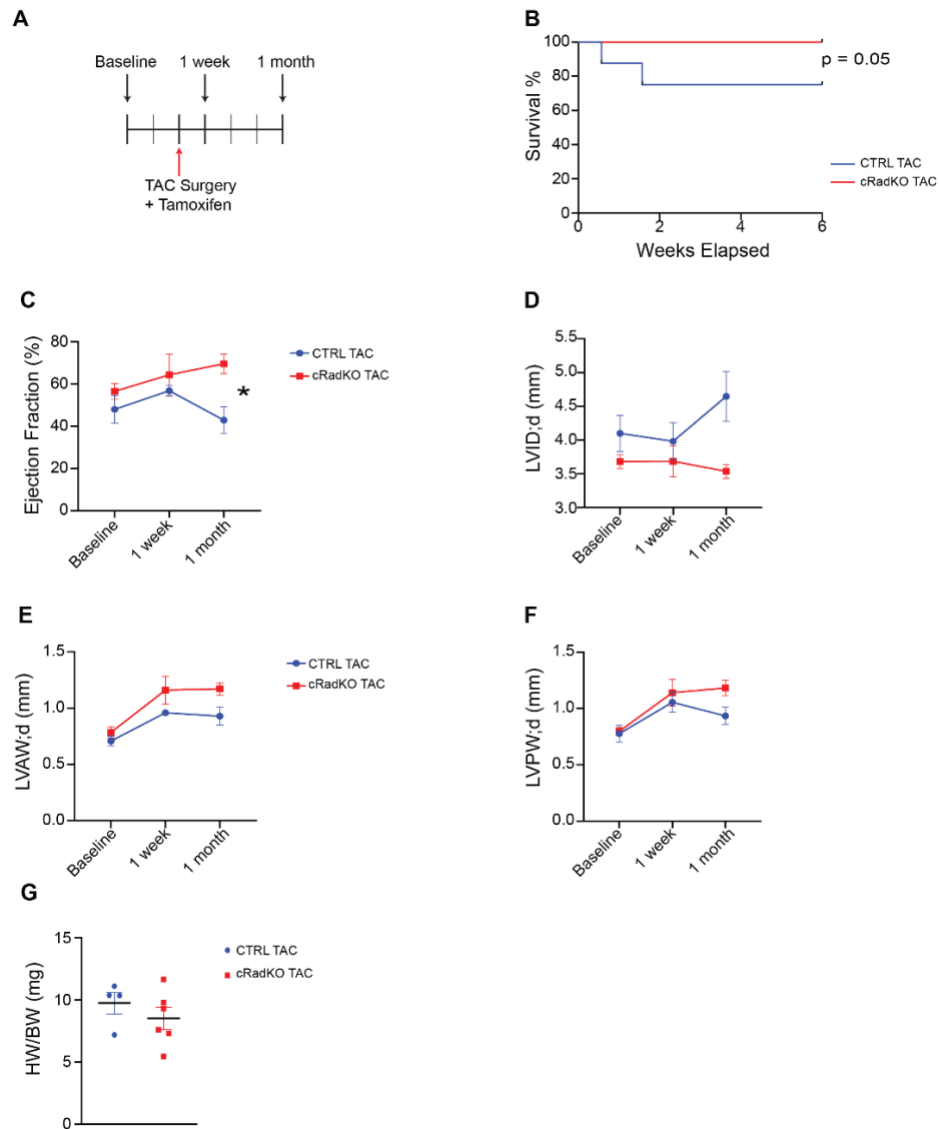 A
Baseline 1 week 1 month
TAC Surgery
+ Tamoxifen
B
100
80
60
40
20
0
Survival %
0 2 4 6
Weeks Elapsed
p = 0.05
CTRL TAC
cRadKO TAC
C
80
60
40
20
0
Ejection Fraction (%)
Baseline
1 week
1 month
CTRL TAC
cRadKO TAC
*
D
5.5
5.0
4.5
4.0
3.5
3.0
LVID;d (mm)
Baseline
1 week
1 month
E
1.5
1.0
0.5
0.0
LVAW;d (mm)
Baseline
1 week
1 month
CTRL TAC
cRadKO TAC
F
1.5
1.0
0.5
0.0
LVPW;d (mm)
Baseline
1 week
1 month
G
15
10
5
0
HW/BW (mg)
CTRL TAC
cRadKO TAC